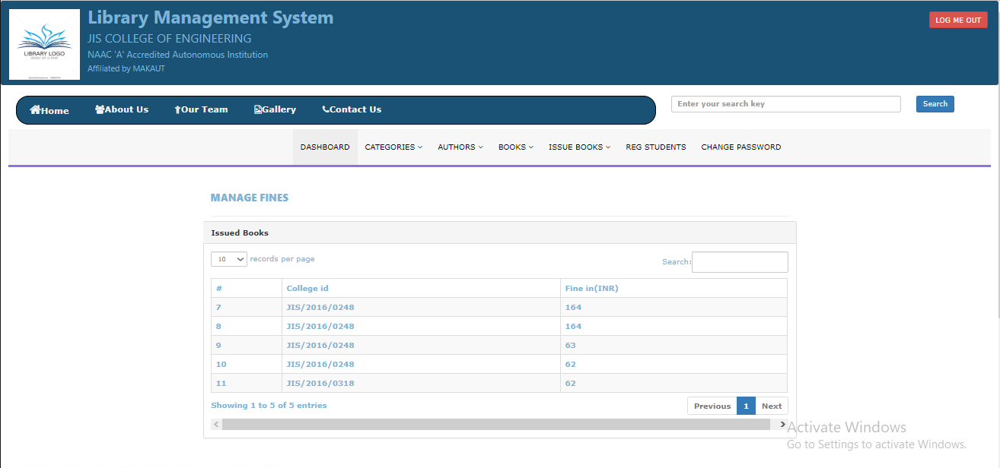 Library Management System
JIS COLLEGE OF ENGINEERING
NAAC 'A' Accredited Autonomous Institution
Affiliated by MAKAUT
LIBRARY LOGO
LOG ME OUT
Home About Us Our Team Gallery Contact Us
Enter your search key Search
DASHBOARD CATEGORIES AUTHORS BOOKS ISSUE BOOKS REG STUDENTS CHANGE PASSWORD
MANAGE FINES
Issued Books
10 records per page Search:
# College id Fine in(INR)
7 JIS/2016/0248 164
8 JIS/2016/0248 164
9 JIS/2016/0248 63
10 JIS/2016/0248 62
11 JIS/2016/0318 62
Showing 1 to 5 of 5 entries Previous 1 Next
Activate Windows
Go to Settings to activate Windows.